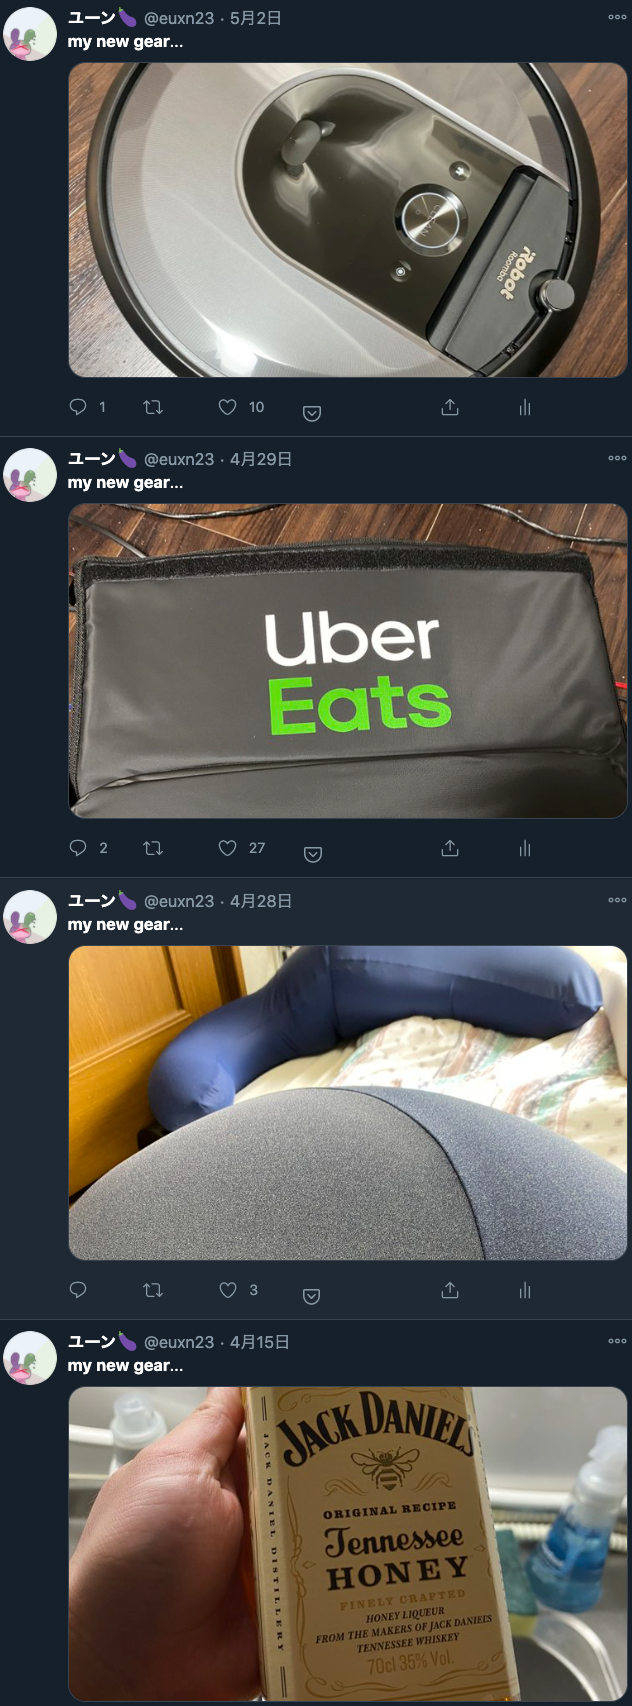 ユーン🍆 @euxn23 · 5月2日
my new gear...
CLEAN
iRobot
Roomba
1 10
ユーン🍆 @euxn23 · 4月29日
my new gear...
Uber
Eats
2 27
ユーン🍆 @euxn23 · 4月28日
my new gear...
3
ユーン🍆 @euxn23 · 4月15日
my new gear...
JACK DANIEL'S
JACK DANIEL DISTILLERY
ORIGINAL RECIPE
Tennessee
HONEY
FINELY CRAFTED
HONEY LIQUEUR
FROM THE MAKERS OF JACK DANIELS
TENNESSEE WHISKEY
70cl 35% Vol.